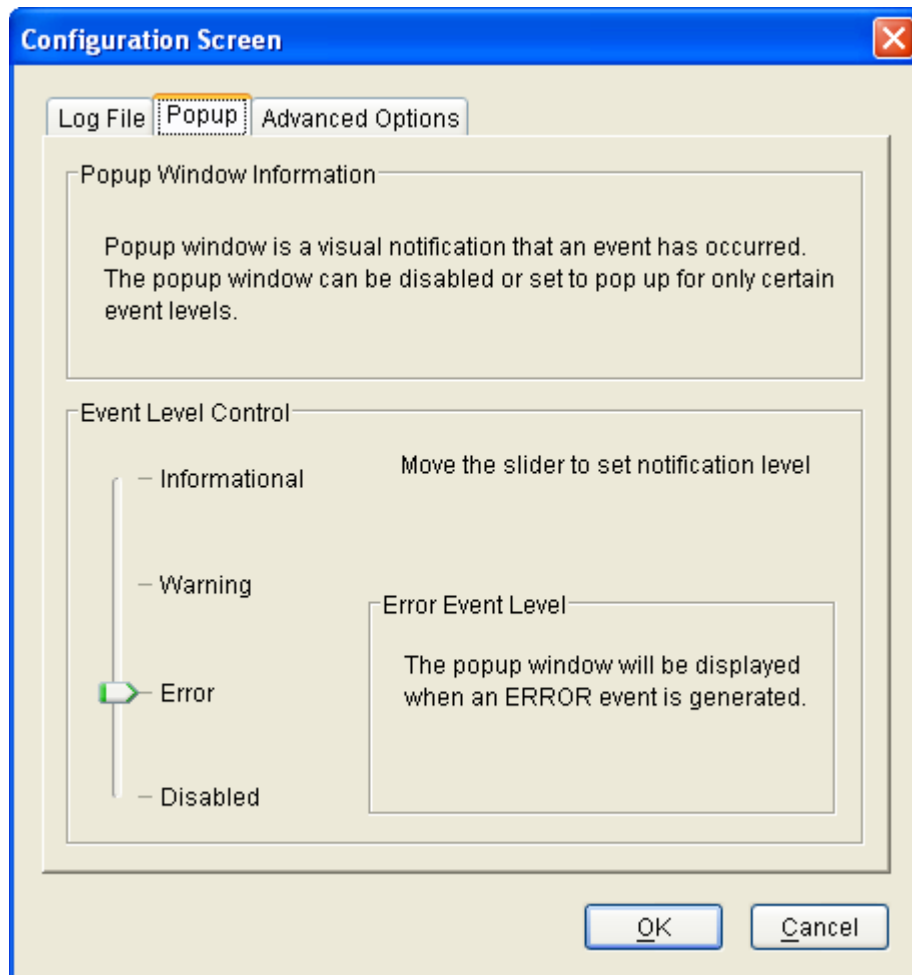 Configuration Screen
Log File
Popup
Advanced Options
Popup Window Information
Popup window is a visual notification that an event has occurred.
The popup window can be disabled or set to pop up for only certain
event levels.
Event Level Control
Move the slider to set notification level
Informational
Warning
Error
Disabled
Error Event Level
The popup window will be displayed
when an ERROR event is generated.
OK
Cancel